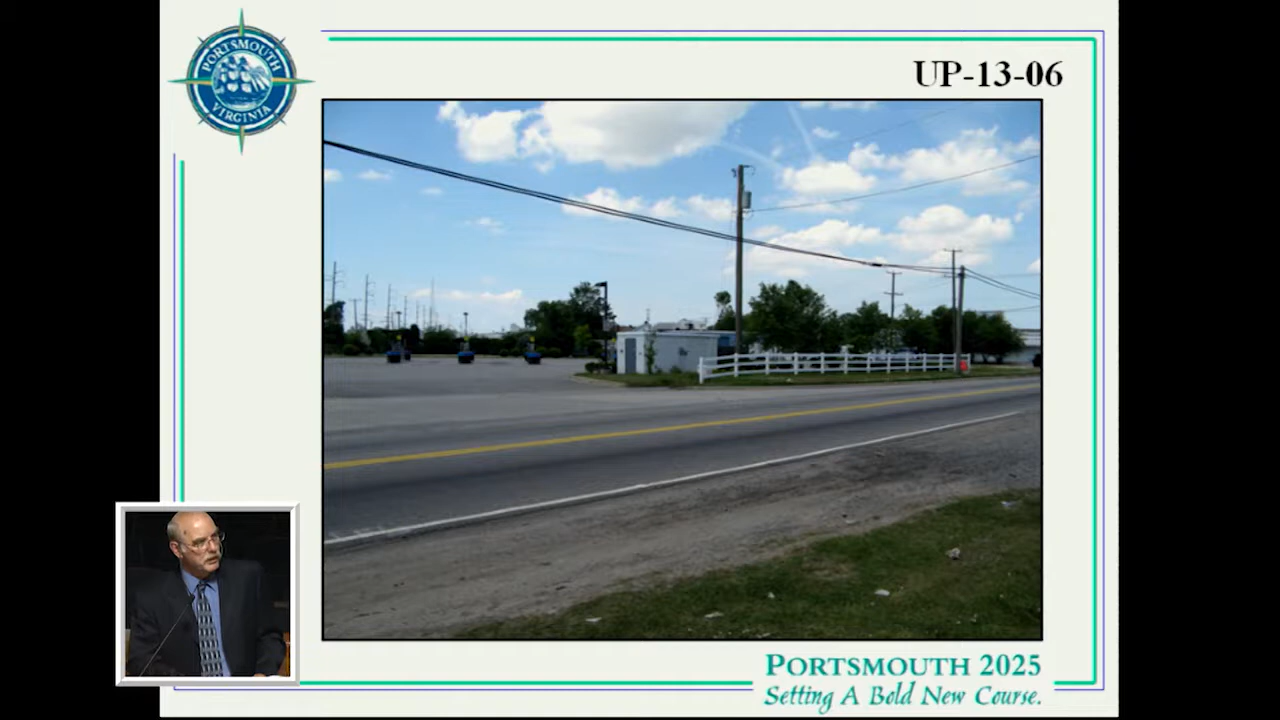 PORTSMOUTH
VIRGINIA
UP-13-06
PORTSMOUTH 2025
Setting A Bold New Course.